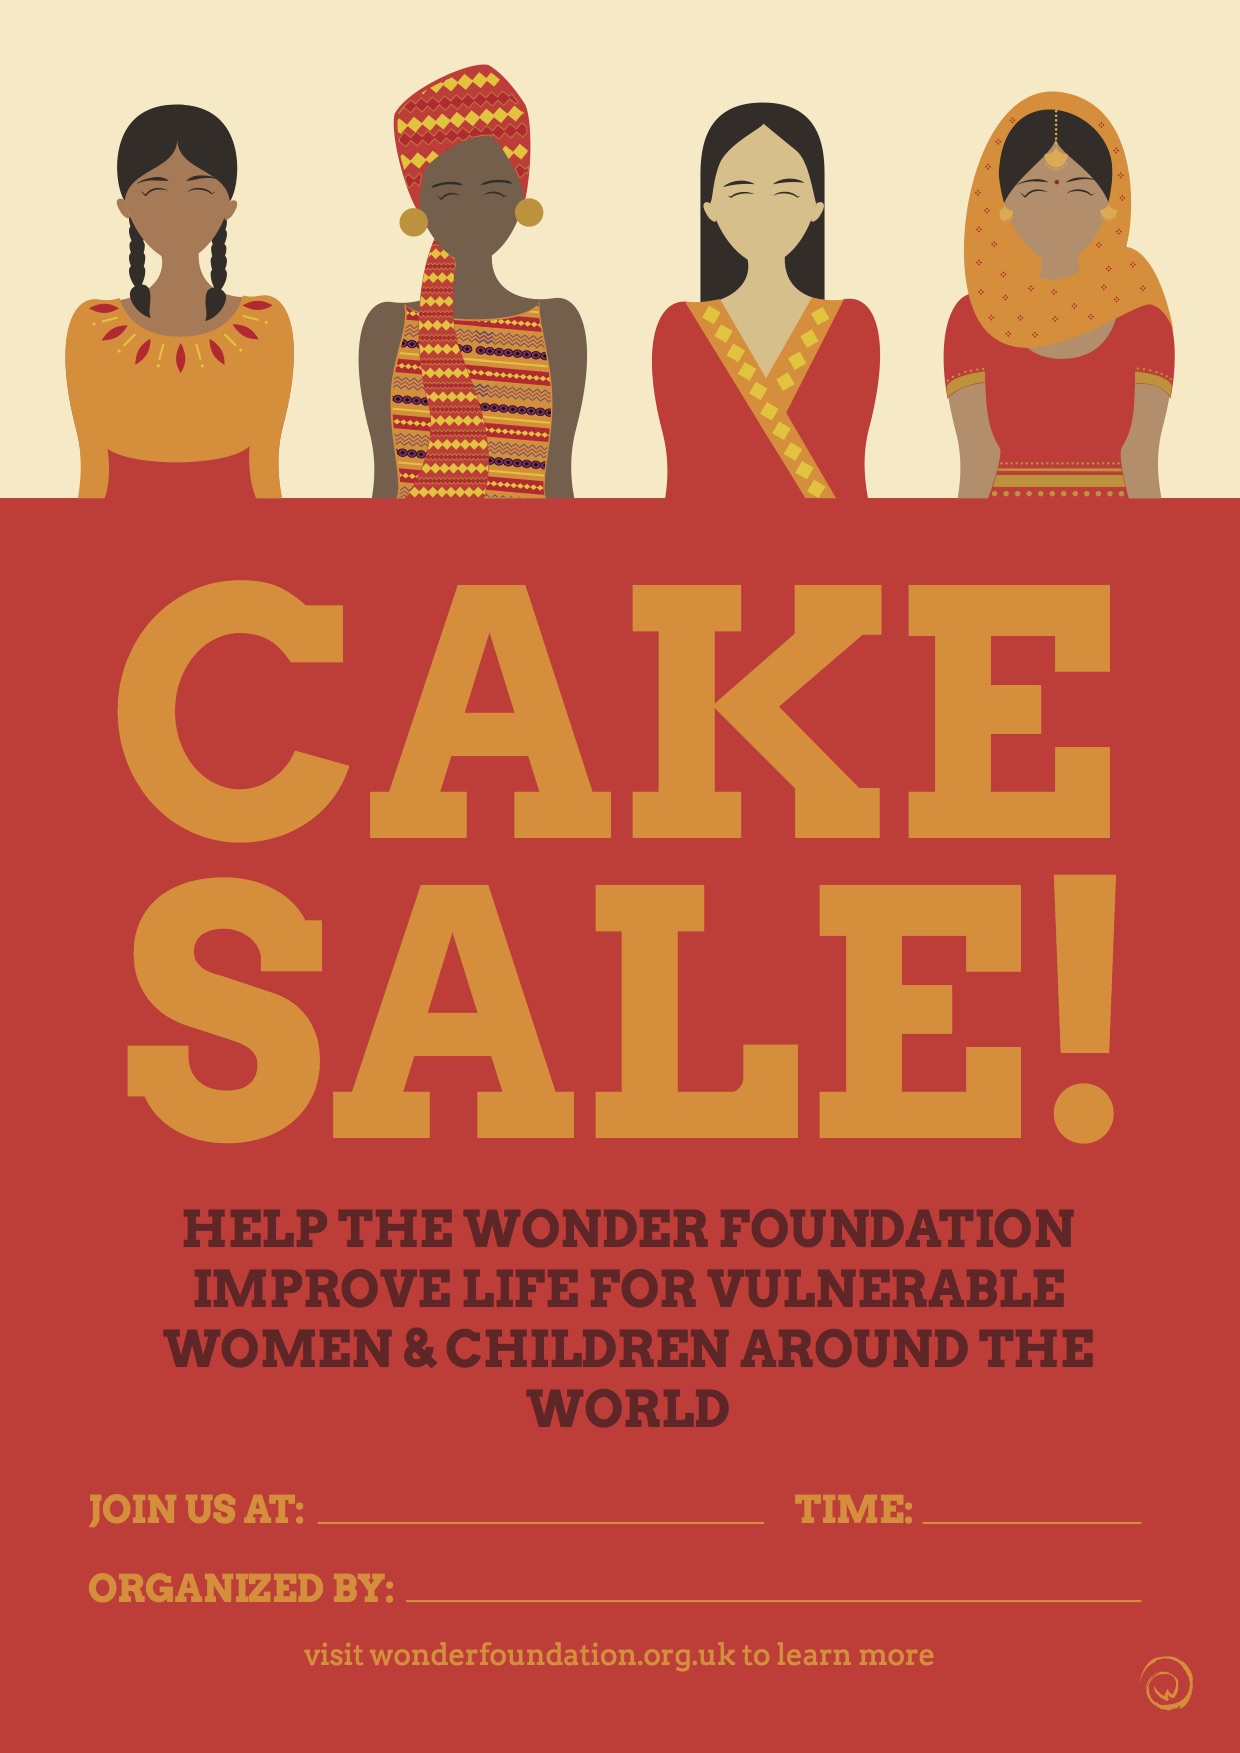 CAKE
SALE!
HELP THE WONDER FOUNDATION
IMPROVE LIFE FOR VULNERABLE
WOMEN & CHILDREN AROUND THE
WORLD
JOIN US AT: TIME:
ORGANIZED BY:
visit wonderfoundation.org.uk to learn more